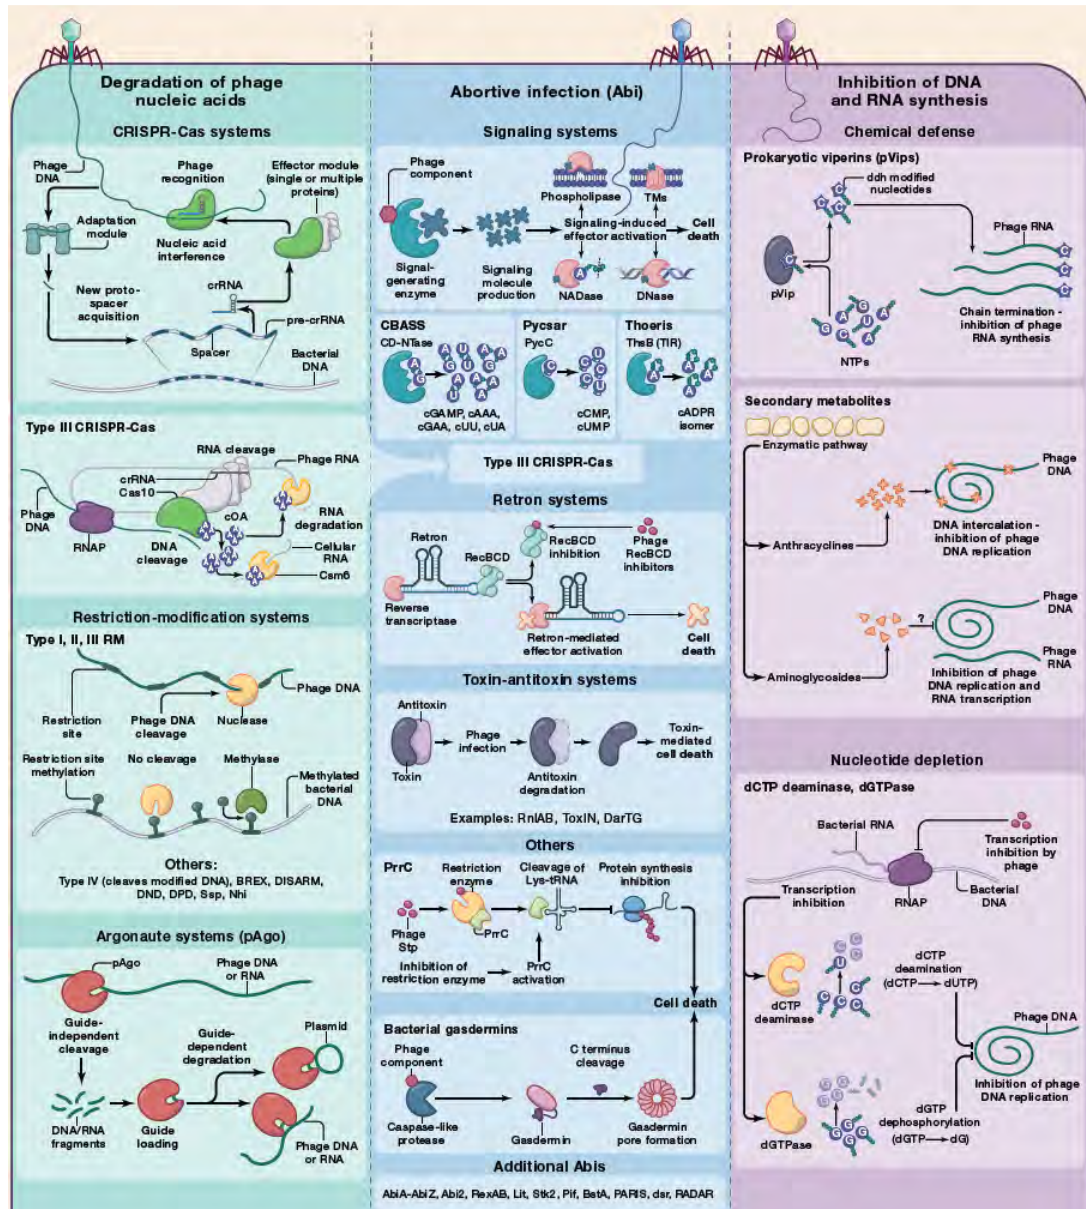 Degradation of phage
nucleic acids
CRISPR-Cas systems
Phage
DNA
Phage
recognition
Effector module
(single or multiple
proteins)
Adaptation
module
Nucleic acid
interference
crRNA
New proto-
spacer
acquisition
pre-crRNA
Spacer
Bacterial
DNA
Type III CRISPR-Cas
RNA cleavage
Phage RNA
crRNA
Cas10
Phage
DNA
RNAP
DNA
cleavage
cOA
RNA
degradation
Cellular
RNA
Csm6
Restriction-modification systems
Type I, II, III RM
Phage DNA
Restriction
site
Phage DNA
cleavage
Nuclease
Restriction site
methylation
No cleavage
Methylase
Methylated
bacterial
DNA
Others:
Type IV (cleaves modified DNA), BREX, DISARM,
DND, DPD, Ssp, Nhi
Argonaute systems (pAgo)
pAgo
Phage DNA
or RNA
Guide-
independent
cleavage
Guide-
dependent
degradation
Plasmid
DNA/RNA
fragments
Guide
loading
Phage DNA
or RNA
Abortive infection (Abi)
Signaling systems
Phage
component
Phospholipase
TMs
Signaling-induced
effector activation
Cell
death
Signal-
generating
enzyme
Signaling
molecule
production
A
NADase
DNase
CBASS
CD-NTase
A
G
A U A A
G U G
A U A
A A
cGAMP, cAAA,
cGAA, cUU, cUA
Pycsar
PycC
C
C U
C C
C U
cCMP,
cUMP
Thoeris
ThsB (TIR)
A
A
A
A
A
cADPR
isomer
Type III CRISPR-Cas
Retron systems
Retron
RecBCD
RecBCD
inhibition
Phage
RecBCD
inhibitors
Reverse
transcriptase
Retron-mediated
effector activation
Cell
death
Toxin-antitoxin systems
Antitoxin
Toxin
Phage
infection
Antitoxin
degradation
Toxin-
mediated
cell death
Examples: RnlAB, ToxIN, DarTG
Others
PrrC
Restriction
enzyme
Cleavage of
Lys-tRNA
Protein synthesis
inhibition
Phage
Stp
PrrC
Inhibition of
restriction enzyme
PrrC
activation
Cell death
Bacterial gasdermins
Phage
component
C terminus
cleavage
Caspase-like
protease
Gasdermin
Gasdermin
pore formation
Additional Abis
AbiA-AbiZ, Abi2, RexAB, Lit, Stk2, Pif, BstA, PARIS, dsr, RADAR
Inhibition of DNA
and RNA synthesis
Chemical defense
Prokaryotic viperins (pVips)
C C
C C
ddh modified
nucleotides
C
pVip
Phage RNA
C
C
C
G A G U A
C T
NTPs
Chain termination -
inhibition of phage
RNA synthesis
Secondary metabolites
Enzymatic pathway
Phage
DNA
DNA intercalation -
inhibition of phage
DNA replication
Anthracyclines
Phage
DNA
?
Phage
RNA
Aminoglycosides
Inhibition of phage
DNA replication and
RNA transcription
Nucleotide depletion
dCTP deaminase, dGTPase
Bacterial RNA
Transcription
inhibition by
phage
Transcription
inhibition
RNAP
Bacterial
DNA
G G
G
U
C C C
dCTP
deaminase
dCTP
deamination
(dCTP → dUTP)
Phage DNA
Inhibition of phage
DNA replication
G G
G
G G G
G G
dGTPase
dGTP
dephosphorylation
(dGTP → dG)